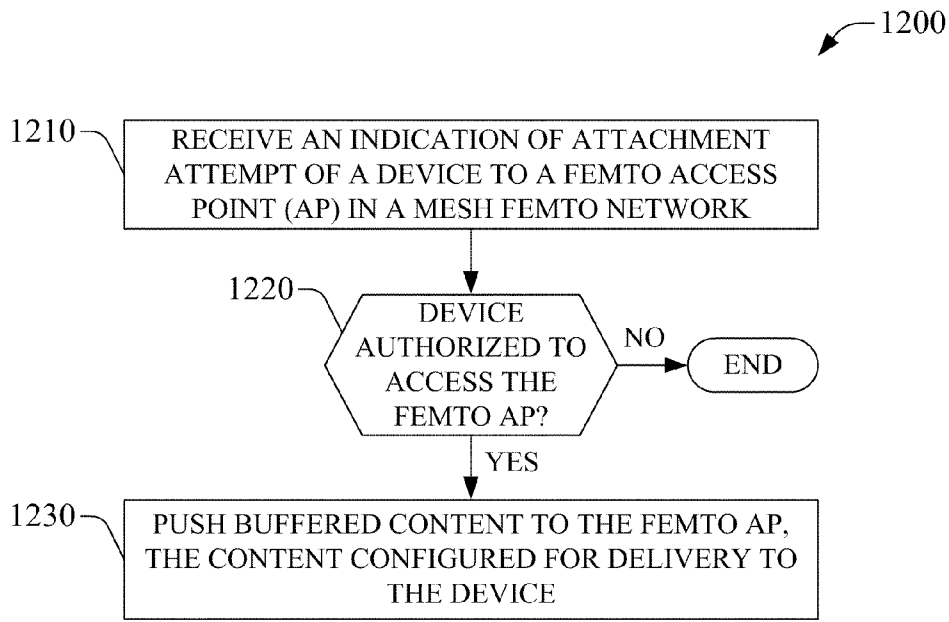 1200
1210
RECEIVE AN INDICATION OF ATTACHMENT
ATTEMPT OF A DEVICE TO A FEMTO ACCESS
POINT (AP) IN A MESH FEMTO NETWORK
1220
DEVICE
AUTHORIZED TO
ACCESS THE
FEMTO AP?
NO
END
YES
1230
PUSH BUFFERED CONTENT TO THE FEMTO AP,
THE CONTENT CONFIGURED FOR DELIVERY TO
THE DEVICE